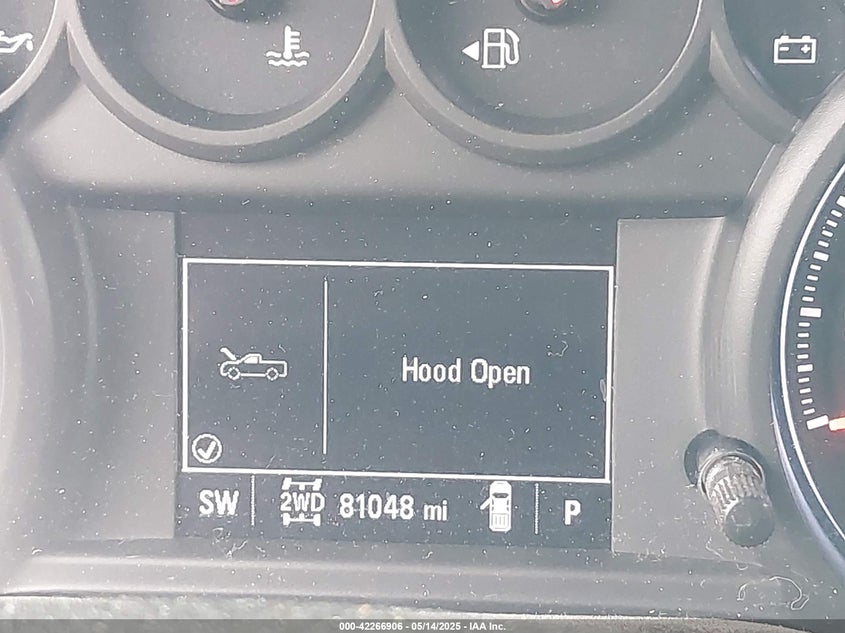 Hood Open
SW 2WD 81048 mi P
000-42266906 - 05/14/2025 - IAA Inc.